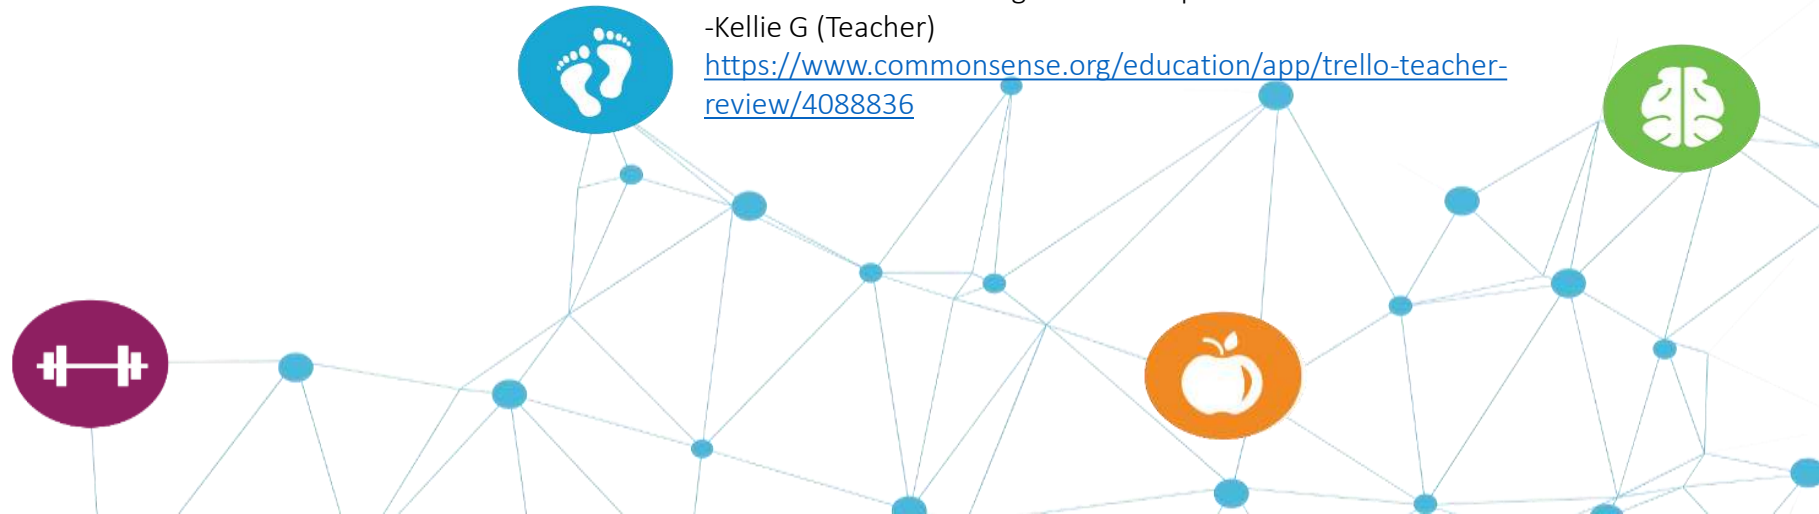 -Kellie G (Teacher)
https://www.commonsense.org/education/app/trello-teacher-
review/4088836